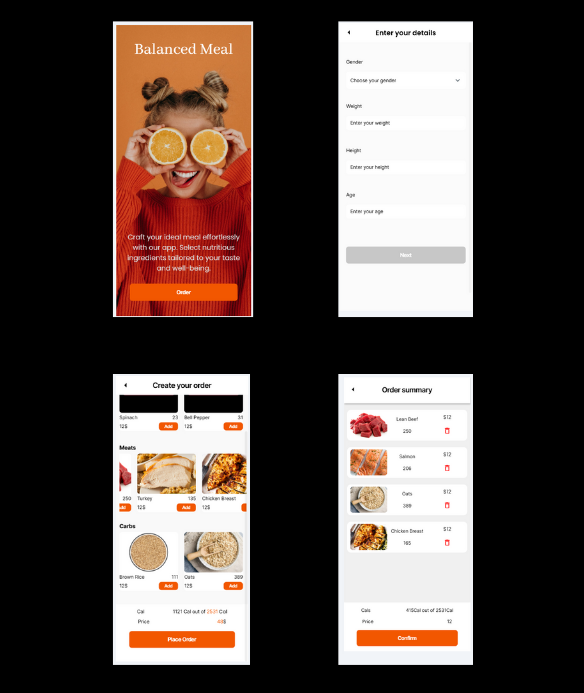 Balanced Meal
Craft your ideal meal effortlessly
with our app. Select nutritious
ingredients tailored to your taste
and well-being.
Order
Enter your details
Gender
Choose your gender
Weight
Enter your weight
Height
Enter your height
Age
Enter your age
Next
Create your order
Spinach 23 Bell Pepper 31
12$ Add 12$ Add
Meats
250 Turkey 135 Chicken Breast
Add 12$ Add 12$
Carbs
Brown Rice 111 Oats 389
12$ Add 12$ Add
Cal 1121 Cal out of 2531 Cal
Price 48$
Place Order
Order summary
Lean Beef $12
250
Salmon $12
206
Oats $12
389
Chicken Breast $12
165
Cals 415Cal out of 2531Cal
Price 12
Confirm